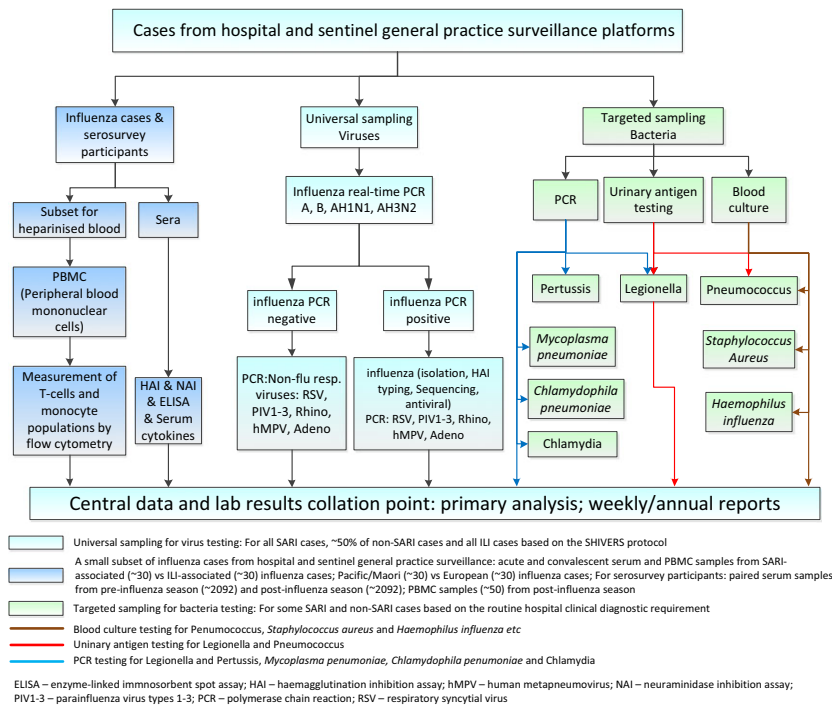 Cases from hospital and sentinel general practice surveillance platforms
Influenza cases &
serosurvey
participants
Universal sampling
Viruses
Targeted sampling
Bacteria
Subset for
heparinised blood
Sera
Influenza real-time PCR
A, B, AH1N1, AH3N2
PCR
Urinary antigen
testing
Blood
culture
PBMC
(Peripheral blood
mononuclear
cells)
influenza PCR
negative
influenza PCR
positive
Pertussis
Legionella
Pneumococcus
Mycoplasma
pneumoniae
Staphylococcus
Aureus
Measurement of
T-cells and
monocyte
populations by
flow cytometry
HAI & NAI
& ELISA
& Serum
cytokines
PCR:Non-flu resp.
viruses: RSV,
PIV1-3, Rhino,
hMPV, Adeno
influenza (isolation, HAI
typing, Sequencing,
antiviral)
PCR: RSV, PIV1-3, Rhino,
hMPV, Adeno
Chlamydophila
pneumoniae
Haemophilus
influenza
Chlamydia
Central data and lab results collation point: primary analysis; weekly/annual reports
Universal sampling for virus testing: For all SARI cases, ~50% of non-SARI cases and all ILI cases based on the SHIVERS protocol
A small subset of influenza cases from hospital and sentinel general practice surveillance: acute and convalescent serum and PBMC samples from SARI-
associated (~30) vs ILI-associated (~30) influenza cases; Pacific/Maori (~30) vs European (~30) influenza cases; For serosurvey participants: paired serum samples
from pre-influenza season (~2092) and post-influenza season (~2092); PBMC samples (~50) from post-influenza season
Targeted sampling for bacteria testing: For some SARI and non-SARI cases based on the routine hospital clinical diagnostic requirement
Blood culture testing for Penumococcus, Staphylococcus aureus and Haemophilus influenza etc
Urinary antigen testing for Legionella and Pneumococcus
PCR testing for Legionella and Pertussis, Mycoplasma penumoniae, Chlamydophila penumoniae and Chlamydia
ELISA – enzyme-linked immnosorbent spot assay; HAI – haemagglutination inhibition assay; hMPV – human metapneumovirus; NAI – neuraminidase inhibition assay;
PIV1-3 – parainfluenza virus types 1-3; PCR – polymerase chain reaction; RSV – respiratory syncytial virus